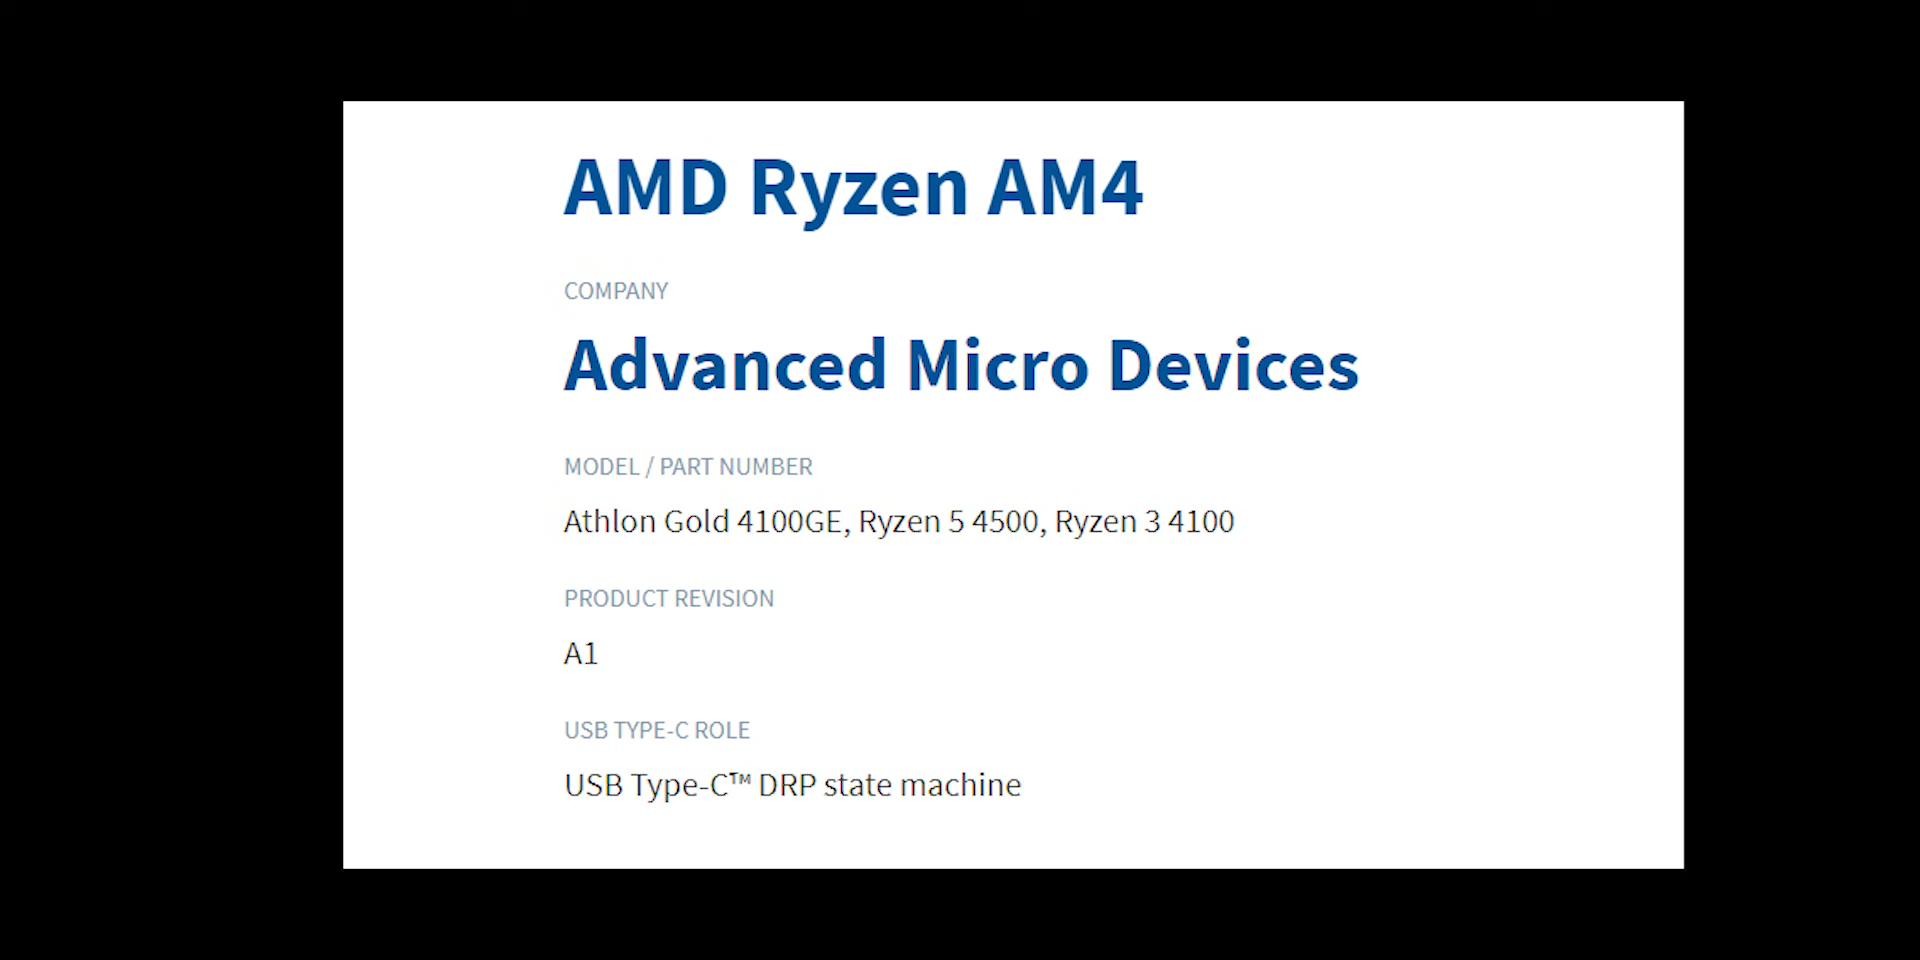 AMD Ryzen AM4
COMPANY
Advanced Micro Devices
MODEL / PART NUMBER
Athlon Gold 4100GE, Ryzen 5 4500, Ryzen 3 4100
PRODUCT REVISION
A1
USB TYPE-C ROLE
USB Type-C™ DRP state machine